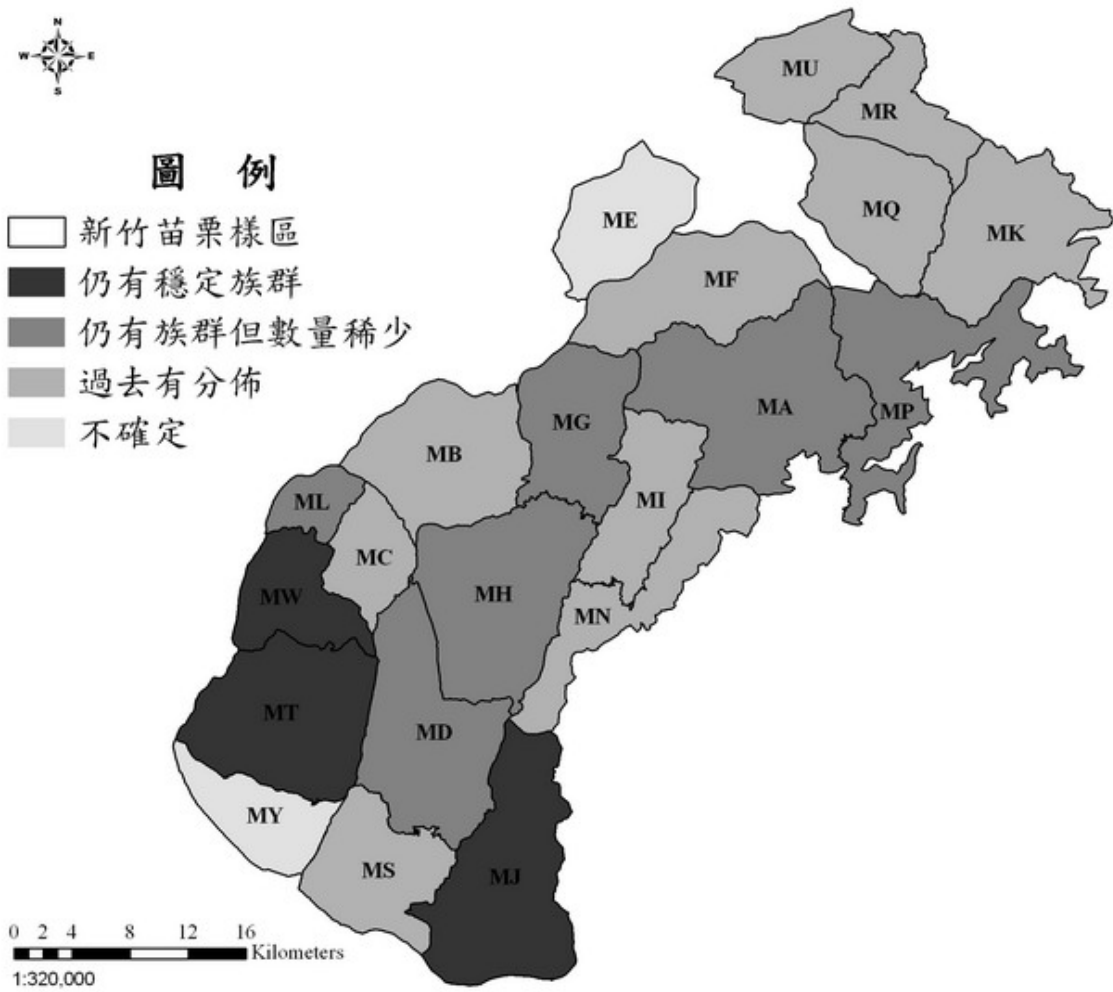 N
W E
S
圖 例
新竹苗栗樣區
仍有穩定族群
仍有族群但數量稀少
過去有分佈
不確定
MU
MR
MQ
MK
ME
MF
MA
MP
MG
MI
MB
ML
MC
MW
MH
MN
MT
MD
MY
MS
MJ
0 2 4 8 12 16
Kilometers
1:320,000